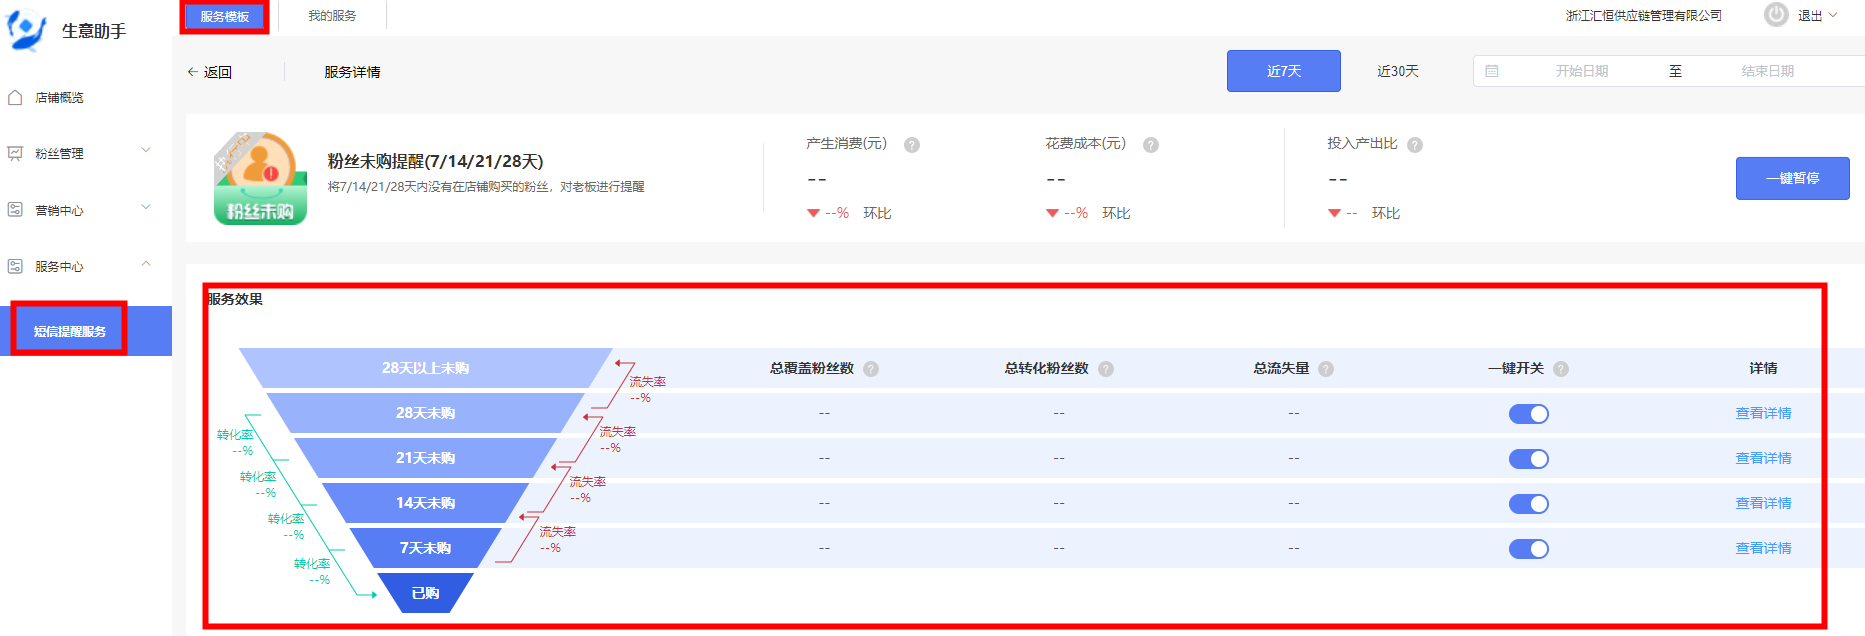 生意助手
服务模板
我的服务
浙江汇恒供应链管理有限公司
退出
店铺概览
粉丝管理
营销中心
服务中心
短信提醒服务
返回
服务详情
近7天
近30天
开始日期
至
结束日期
执行中
粉丝未购
粉丝未购提醒(7/14/21/28天)
将7/14/21/28天内没有在店铺购买的粉丝，对老板进行提醒
产生消费(元) ?
--
--% 环比
花费成本(元) ?
--
--% 环比
投入产出比 ?
--
-- 环比
一键暂停
服务效果
28天以上未购
总覆盖粉丝数 ?
总转化粉丝数 ?
总流失量 ?
一键开关 ?
详情
流失率
--%
28天未购
--
--
--
查看详情
转化率
--%
流失率
--%
21天未购
--
--
--
查看详情
转化率
--%
流失率
--%
14天未购
--
--
--
查看详情
转化率
--%
流失率
--%
7天未购
--
--
--
查看详情
转化率
--%
已购